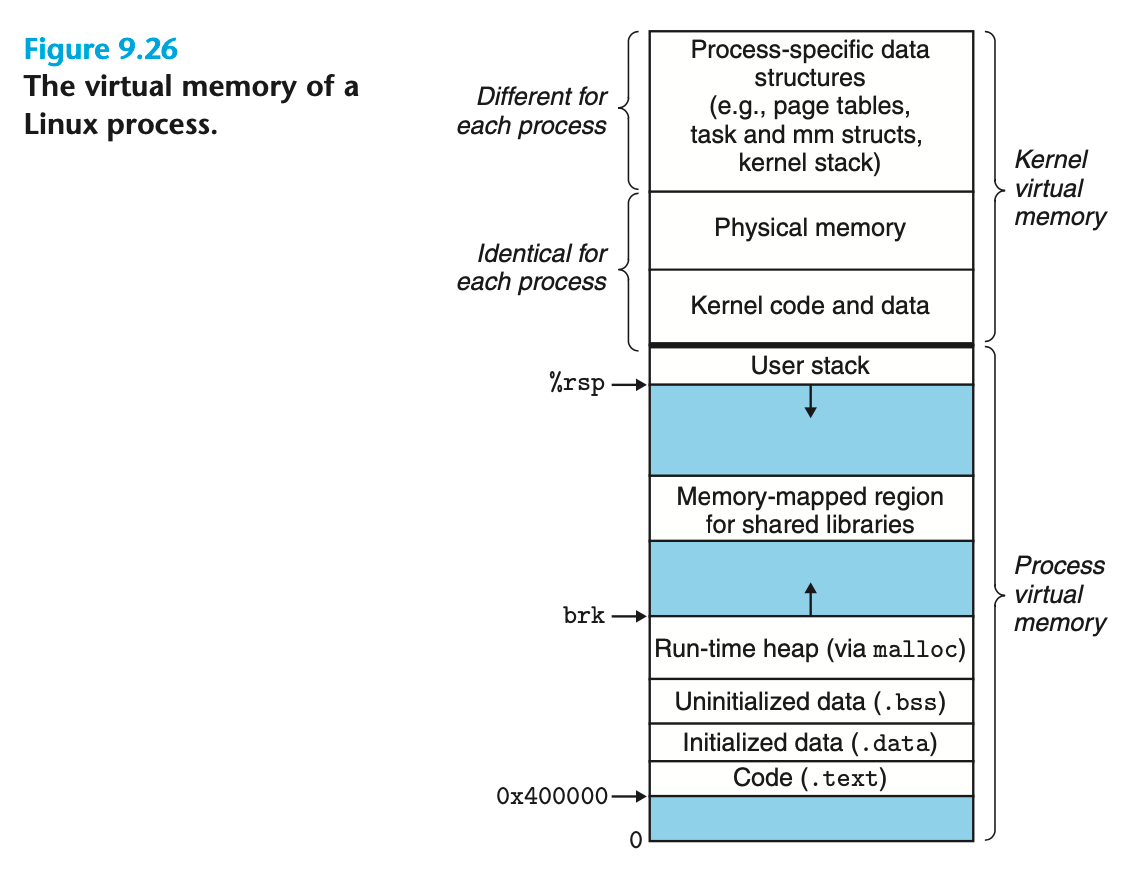 Figure 9.26
The virtual memory of a
Linux process.
Different for
each process
Process-specific data
structures
(e.g., page tables,
task and mm structs,
kernel stack)
Kernel
virtual
memory
Identical for
each process
Physical memory
Kernel code and data
User stack
%rsp
Memory-mapped region
for shared libraries
Process
virtual
memory
brk
Run-time heap (via malloc)
Uninitialized data (.bss)
Initialized data (.data)
Code (.text)
0x400000
0